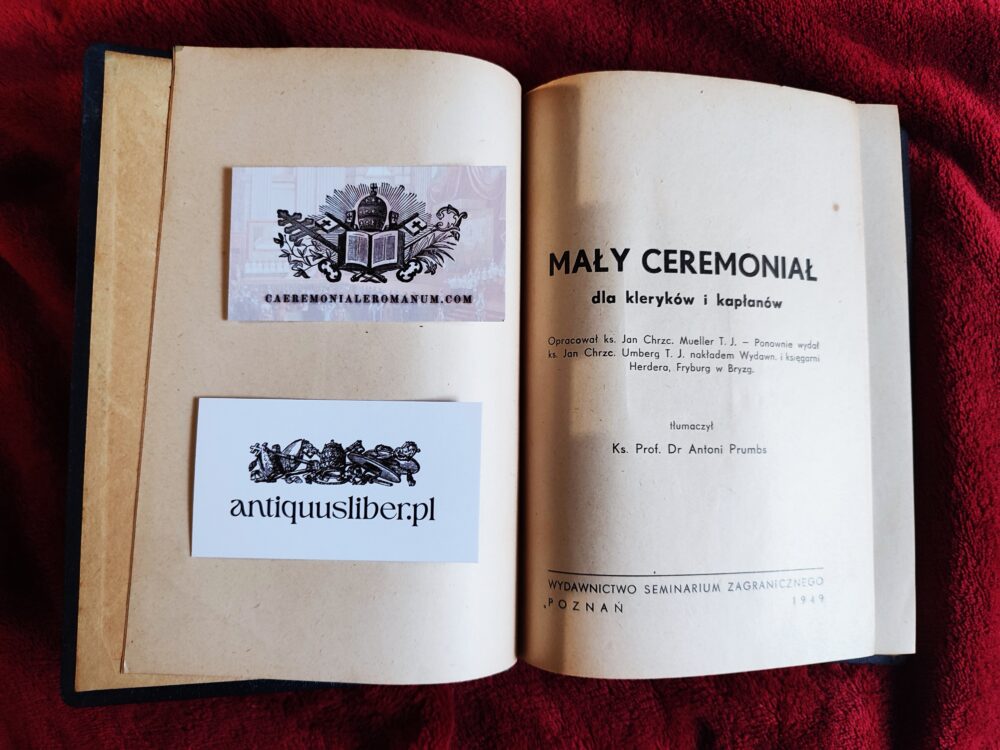 CAEREMONIALEROMANUM.COM
antiquusliber.pl
MAŁY CEREMONIAŁ
dla kleryków i kapłanów
Opracował ks. Jan Chrzc. Mueller T. J. – Ponownie wydał
ks. Jan Chrzc. Umberg T. J. nakładem Wydawn. i księgarni
Herdera, Fryburg w Bryzg.
tłumaczył
Ks. Prof. Dr Antoni Prumbs
WYDAWNICTWO SEMINARIUM ZAGRANICZNEGO
POZNAŃ 1949